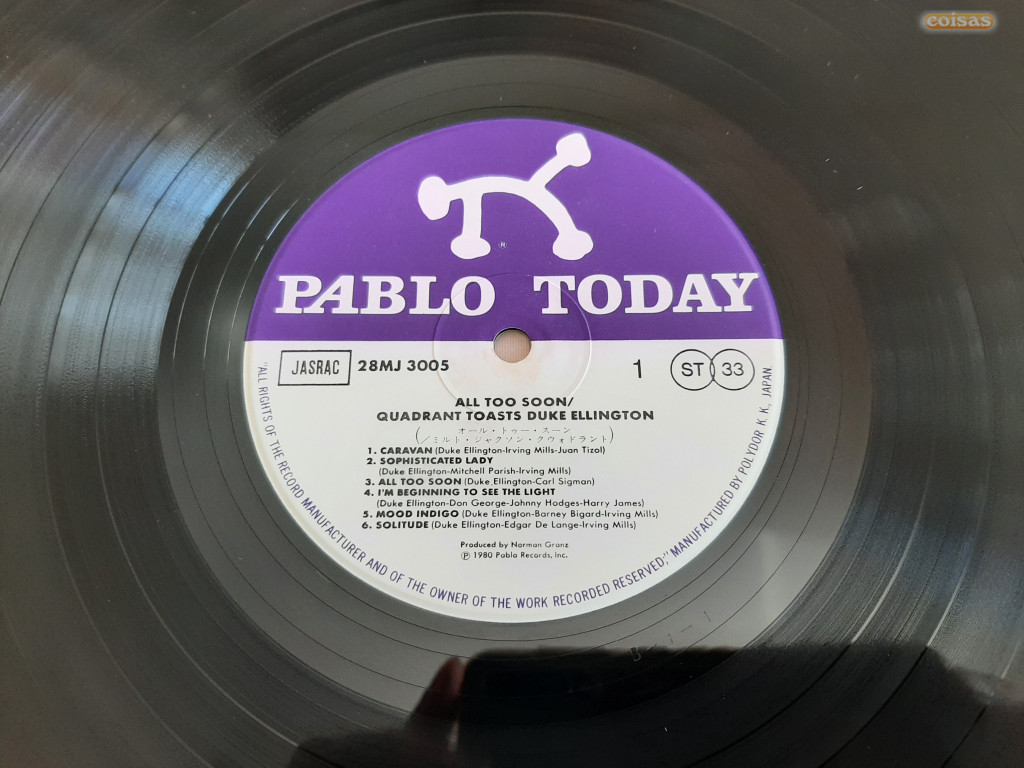 coisas
®
PABLO TODAY
JASRAC 28MJ 3005 1 ST 33
ALL TOO SOON/
QUADRANT TOASTS DUKE ELLINGTON
(オール・トゥー・スーン
/ミルト・ジャクソン・クウォドラント)
1. CARAVAN (Duke Ellington-Irving Mills-Juan Tizol)
2. SOPHISTICATED LADY
(Duke Ellington-Mitchell Parish-Irving Mills)
3. ALL TOO SOON (Duke Ellington-Carl Sigman)
4. I'M BEGINNING TO SEE THE LIGHT
(Duke Ellington-Don George-Johnny Hodges-Harry James)
5. MOOD INDIGO (Duke Ellington-Barney Bigard-Irving Mills)
6. SOLITUDE (Duke Ellington-Edgar De Lange-Irving Mills)
Produced by Norman Granz
℗ 1980 Pablo Records, Inc.
"ALL RIGHTS OF THE RECORD MANUFACTURER AND OF THE OWNER OF THE WORK RECORDED RESERVED," MANUFACTURED BY POLYDOR K.K., JAPAN